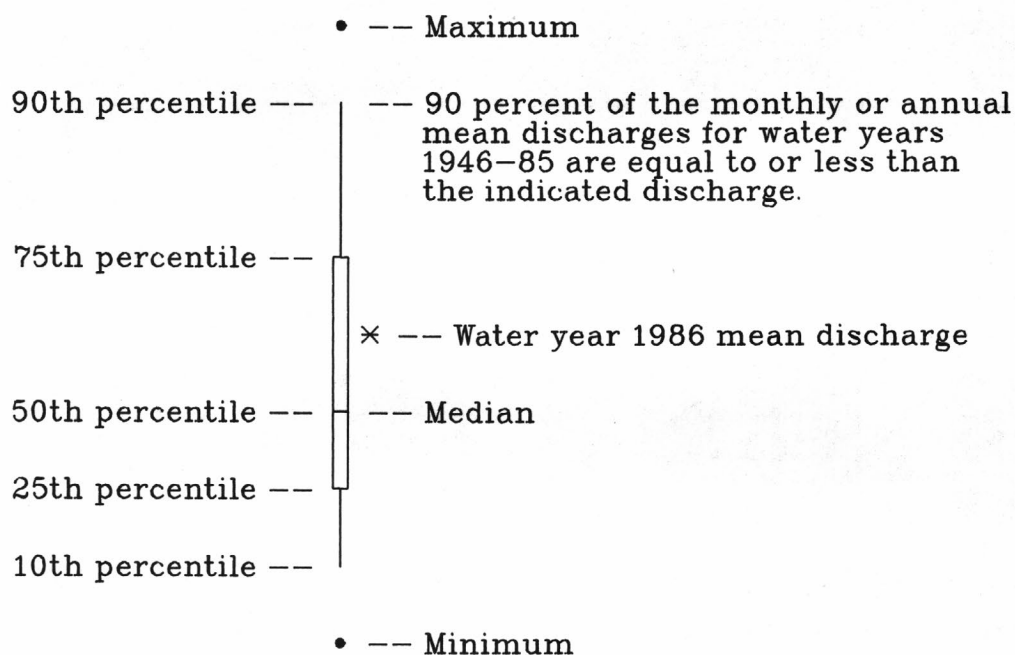 • -- Maximum
90th percentile -- -- 90 percent of the monthly or annual
mean discharges for water years
1946-85 are equal to or less than
the indicated discharge.
75th percentile --
* -- Water year 1986 mean discharge
50th percentile -- -- Median
25th percentile --
10th percentile --
• -- Minimum